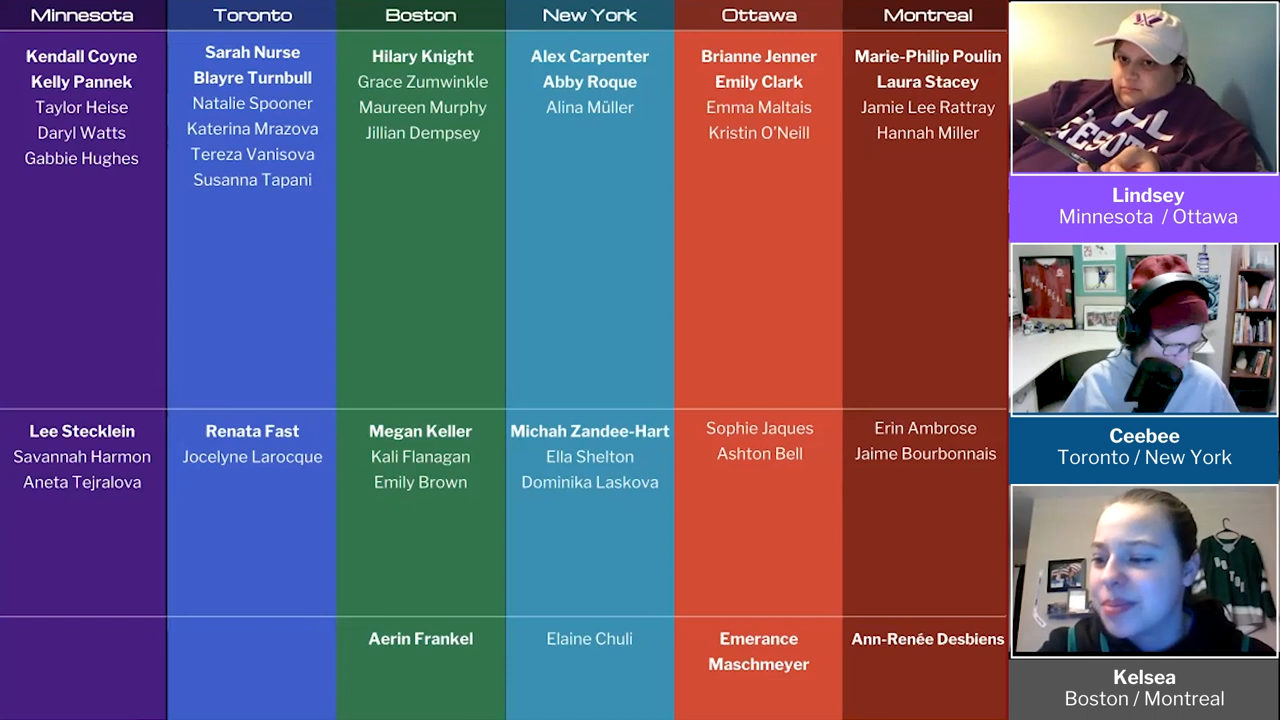 Minnesota
Toronto
Boston
New York
Ottawa
Montreal
Kendall Coyne
Kelly Pannek
Taylor Heise
Daryl Watts
Gabbie Hughes
Sarah Nurse
Blayre Turnbull
Natalie Spooner
Katerina Mrazova
Tereza Vanisova
Susanna Tapani
Hilary Knight
Grace Zumwinkle
Maureen Murphy
Jillian Dempsey
Alex Carpenter
Abby Roque
Alina Müller
Brianne Jenner
Emily Clark
Emma Maltais
Kristin O'Neill
Marie-Philip Poulin
Laura Stacey
Jamie Lee Rattray
Hannah Miller
Lee Stecklein
Savannah Harmon
Aneta Tejralova
Renata Fast
Jocelyne Larocque
Megan Keller
Kali Flanagan
Emily Brown
Michah Zandee-Hart
Ella Shelton
Dominika Laskova
Sophie Jaques
Ashton Bell
Erin Ambrose
Jaime Bourbonnais
Aerin Frankel
Elaine Chuli
Emerance
Maschmeyer
Ann-Renée Desbiens
Lindsey
Minnesota / Ottawa
Ceebee
Toronto / New York
Kelsea
Boston / Montreal